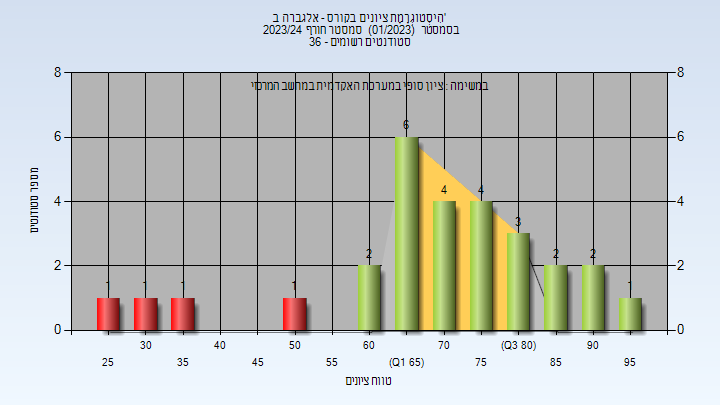 היסטוגרמת ציונים בקורס - אלגברה ב'
בסמסטר (01/2023) סמסטר חורף 2023/24
סטודנטים רשומים - 36
במשימה : ציון סופי במערכת האקדמית במחשב המרכזי
מספר סטודנטים
8 8
6 6
4 4
2 2
0 0
1 1 1 1 2 6 4 4 3 2 2 1
30 40 50 60 70 (Q3 80) 90
25 35 45 55 (Q1 65) 75 85 95
טווח ציונים